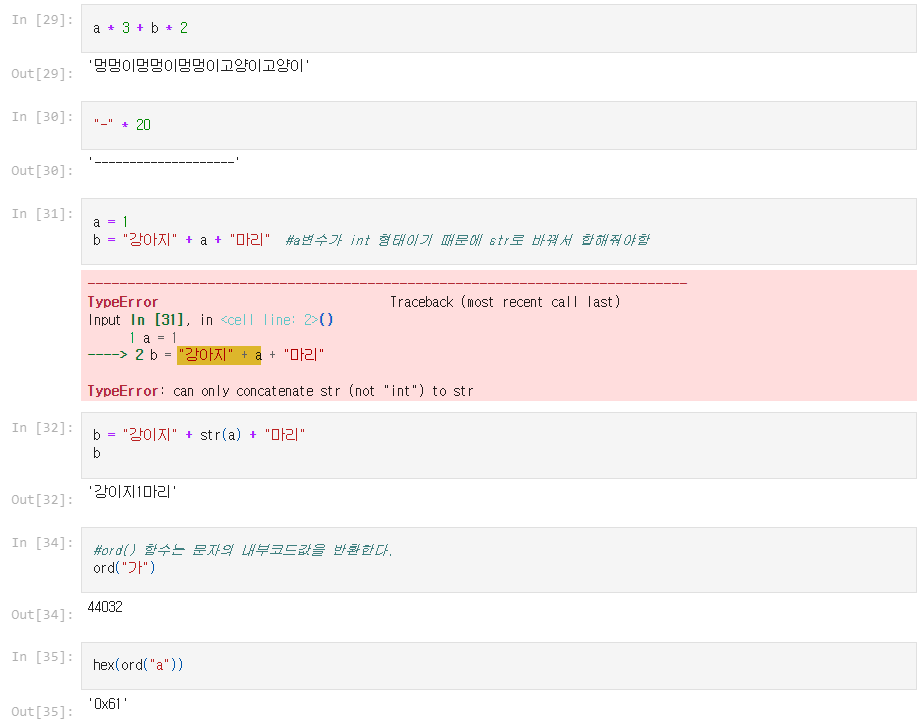 In [29]:
a * 3 + b * 2
Out[29]:
'멍멍이멍멍이멍멍이고양이고양이'
In [30]:
"-" * 20
Out[30]:
'--------------------'
In [31]:
a = 1
b = "강아지" + a + "마리" #a변수가 int 형태이기 때문에 str로 바꿔서 합해줘야함
---------------------------------------------------------------------------
TypeError Traceback (most recent call last)
Input In [31], in <cell line: 2>()
1 a = 1
----> 2 b = "강아지" + a + "마리"
TypeError: can only concatenate str (not "int") to str
In [32]:
b = "강이지" + str(a) + "마리"
b
Out[32]:
'강이지1마리'
In [34]:
#ord() 함수는 문자의 내부코드값을 반환한다.
ord("가")
Out[34]:
44032
In [35]:
hex(ord("a"))
Out[35]:
'0x61'